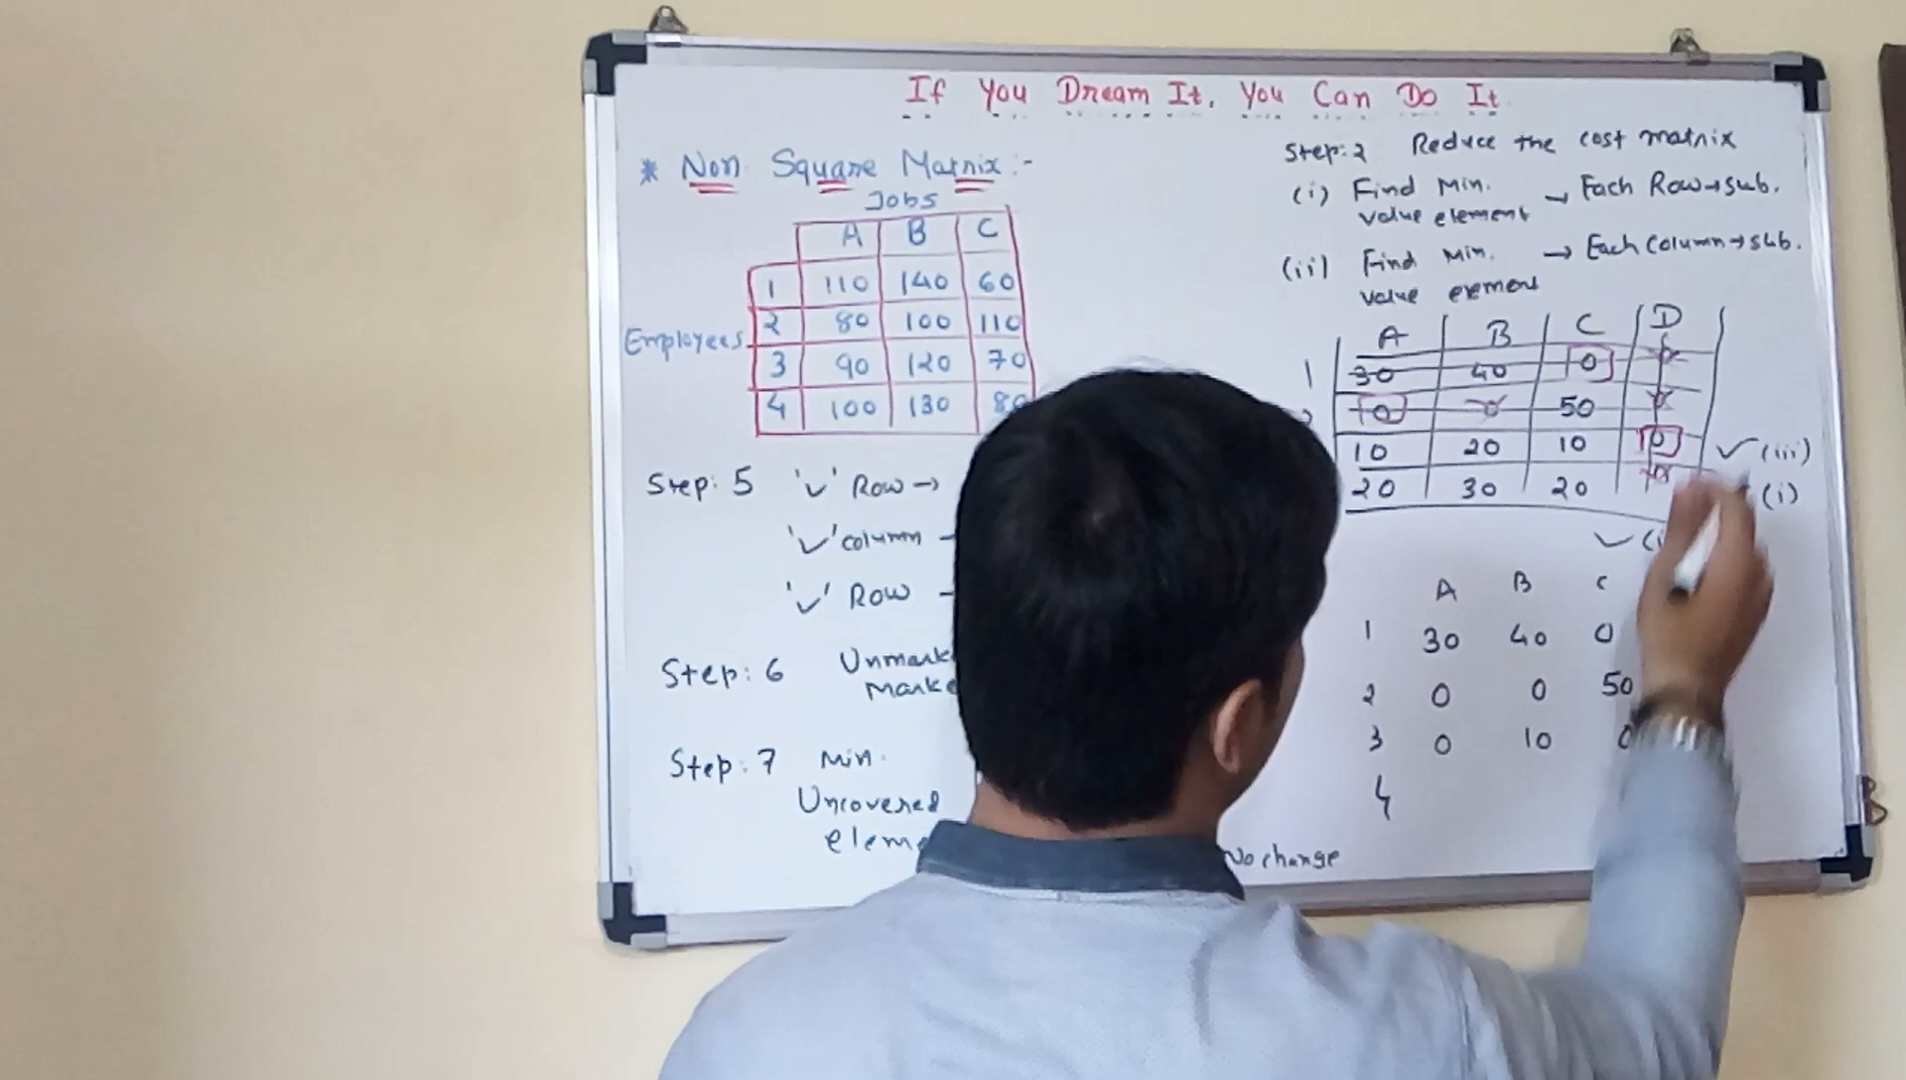 If You Dream It, You Can Do It
* Non Square Matrix :-
Jobs
A B C
1 110 140 60
Employees 2 80 100 110
3 90 120 70
4 100 130 80
Step: 5 '✓' Row →
'✓' column
'✓' Row
Step: 6 Unmark
Marke
Step: 7 Min.
Uncovered
elem
No change
Step: 2 Reduce the cost matrix
(i) Find Min. → Each Row → sub.
value element
(ii) Find Min. → Each Column → sub.
value element
A B C D
1 30 40 0 0
0 0 50 0
10 20 10 0 ✓ (iii)
20 30 20 0 (i)
✓ (i
A B C
1 30 40 0
2 0 0 50
3 0 10 0
4
B